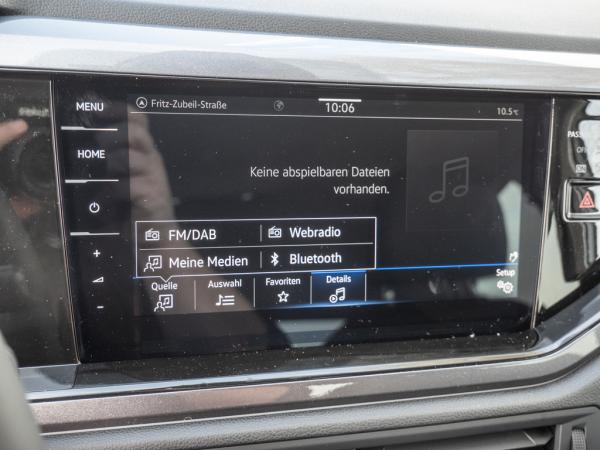 MENU
HOME
Fritz-Zubeil-Straße
10:06
10.5°C
Keine abspielbaren Dateien
vorhanden.
FM/DAB
Webradio
Meine Medien
Bluetooth
Quelle
Auswahl
Favoriten
Details
Setup
+
-